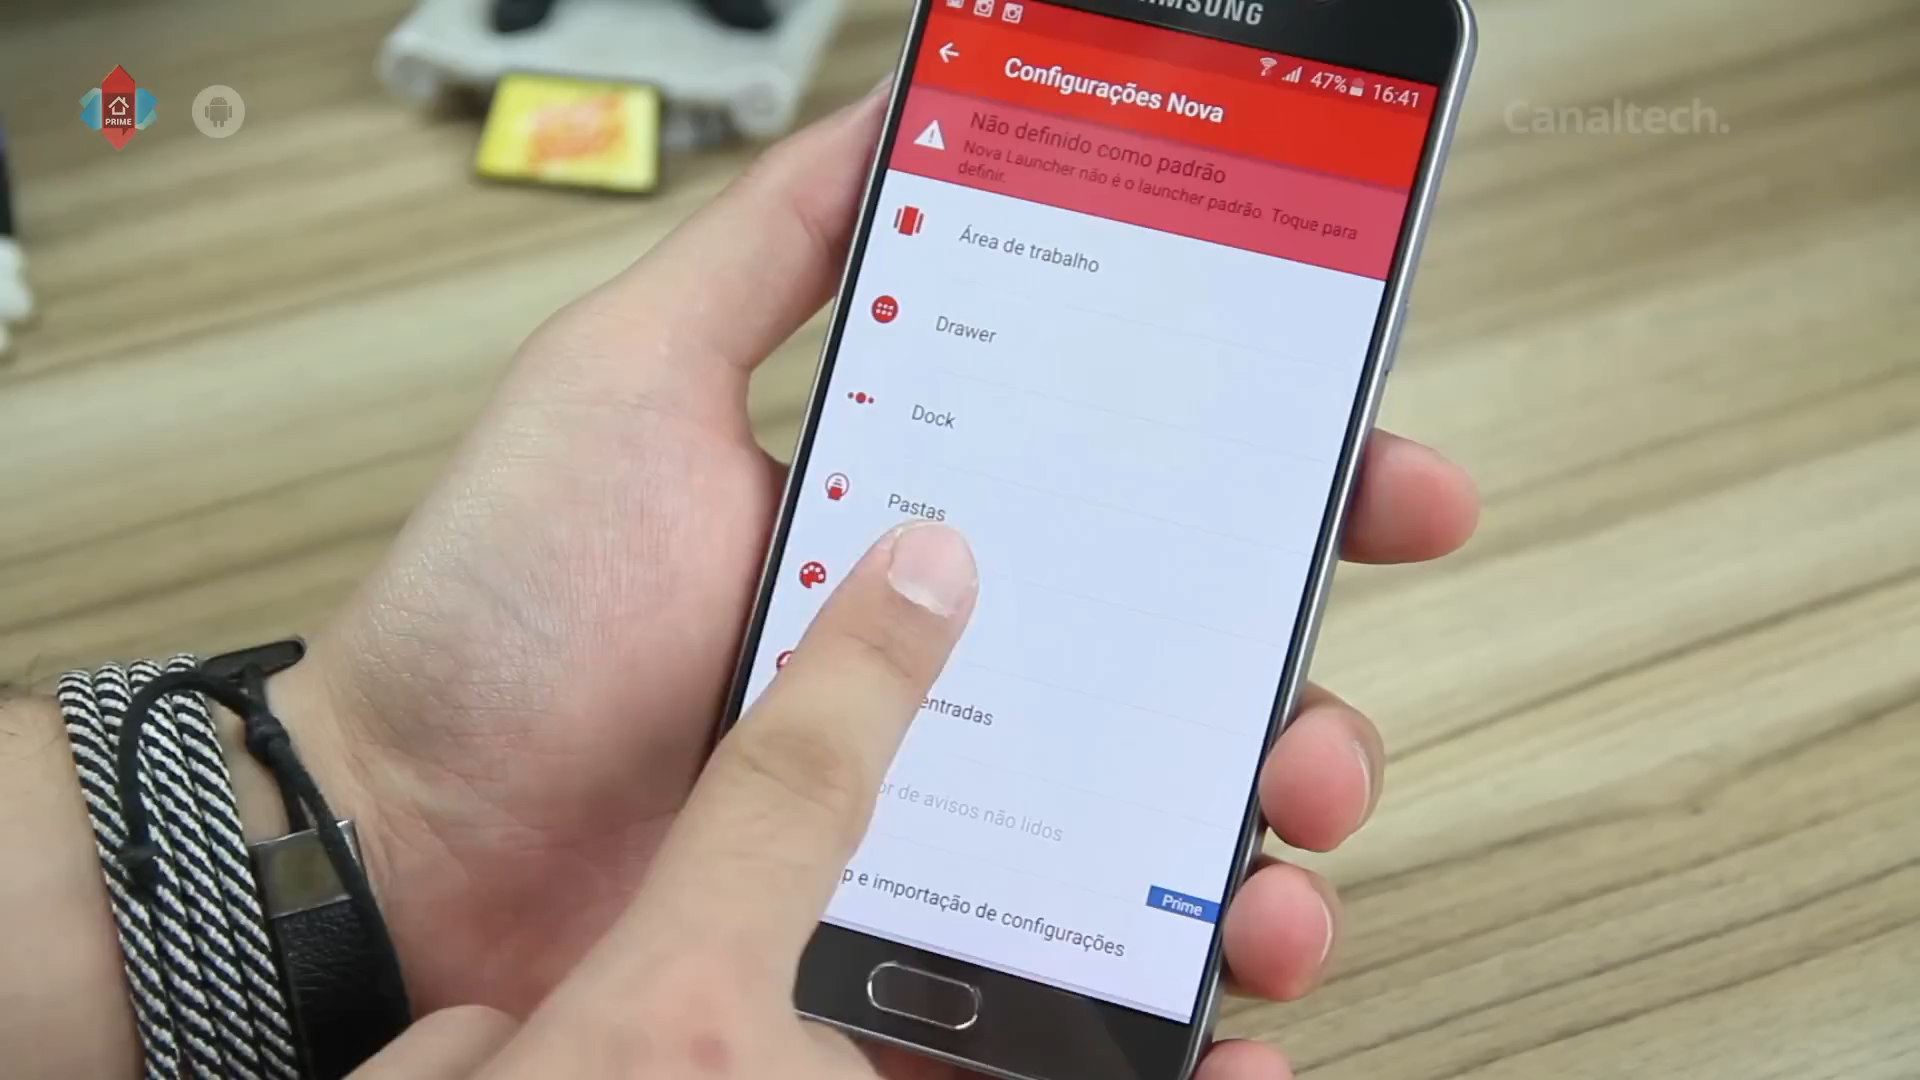 PRIME
Canaltech.
SAMSUNG
47% 16:41
Configurações Nova
Não definido como padrão
Nova Launcher não é o launcher padrão. Toque para
definir.
Área de trabalho
Drawer
Dock
Pastas
entradas
de avisos não lidos
e importação de configurações
Prime